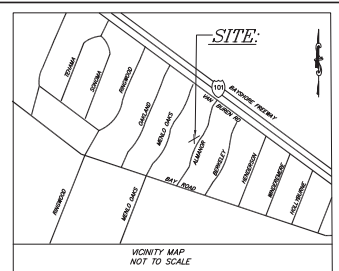 SITE:
101
BAYSHORE FREEWAY
VAN BUREN RD
TEHAMA
SONOMA
RINGWOOD
OAKLAND
MENLO OAKS
ALMANOR
BERKELEY
HENDERSON
WINDERMERE
HOLLYBURNE
BAY ROAD
RINGWOOD
MENLO OAKS
VICINITY MAP
NOT TO SCALE